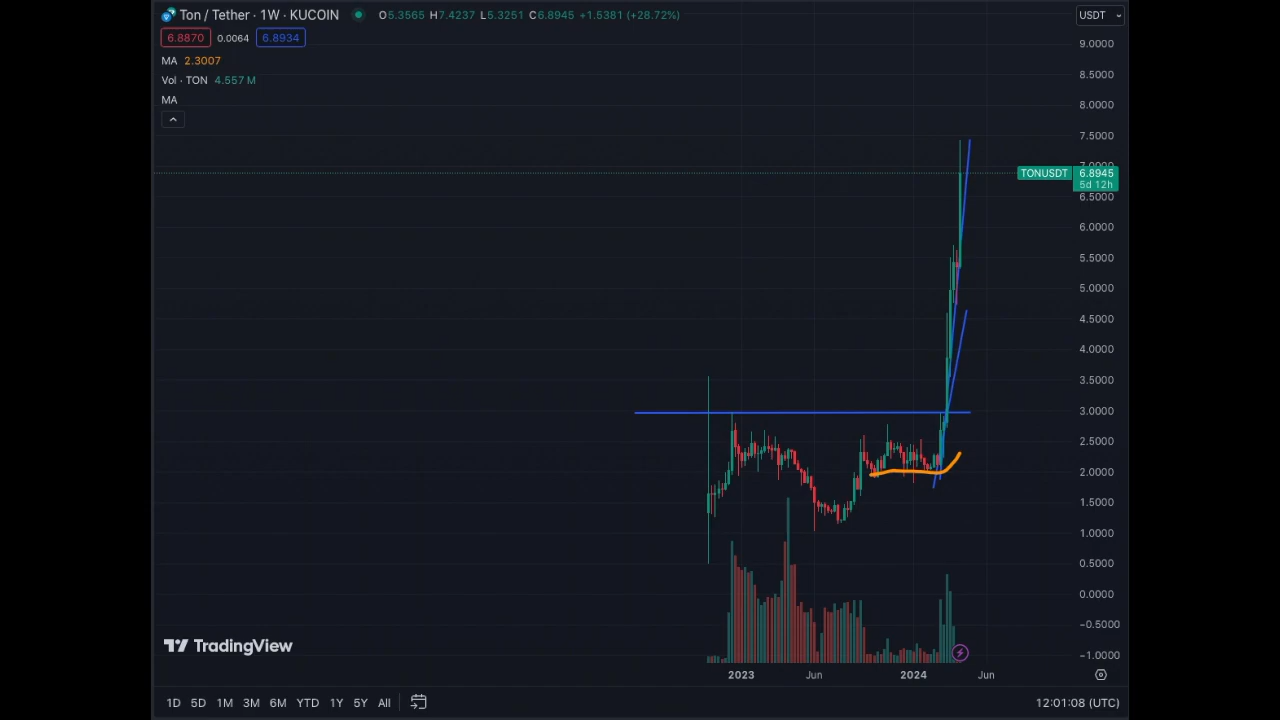 Ton / Tether · 1W · KUCOIN O5.3565 H7.4237 L5.3251 C6.8945 +1.5381 (+28.72%) USDT
6.8870 0.0064 6.8934
MA 2.3007
Vol · TON 4.557 M
MA
9.0000
8.5000
8.0000
7.5000
7.0000
TONUSDT 6.8945
5d 12h
6.5000
6.0000
5.5000
5.0000
4.5000
4.0000
3.5000
3.0000
2.5000
2.0000
1.5000
1.0000
0.5000
0.0000
−0.5000
−1.0000
TradingView
2023 Jun 2024 Jun
1D 5D 1M 3M 6M YTD 1Y 5Y All 12:01:08 (UTC)